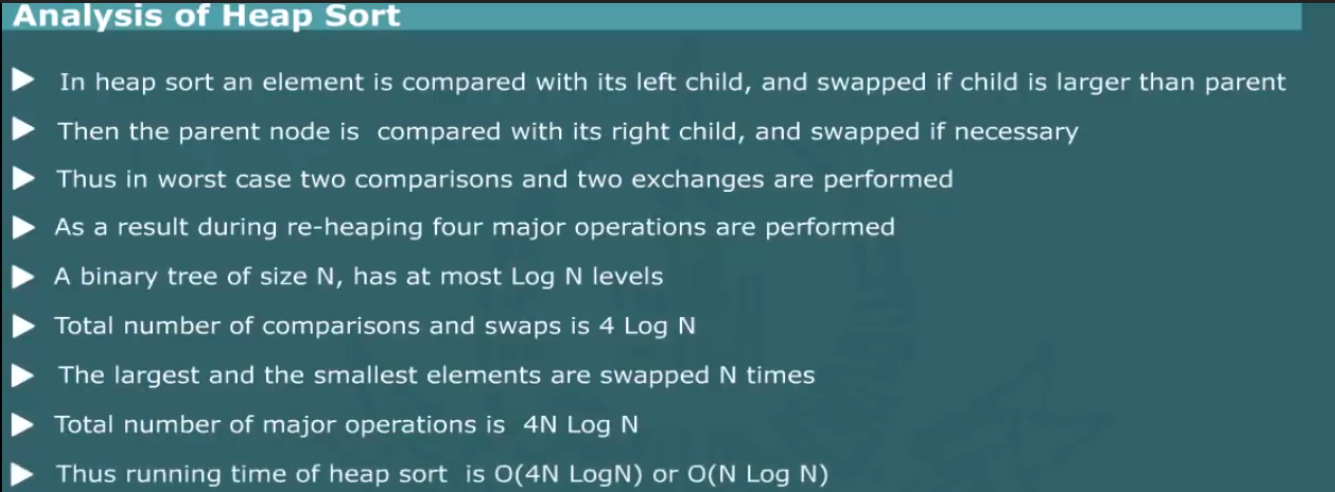 Analysis of Heap Sort
In heap sort an element is compared with its left child, and swapped if child is larger than parent
Then the parent node is compared with its right child, and swapped if necessary
Thus in worst case two comparisons and two exchanges are performed
As a result during re-heaping four major operations are performed
A binary tree of size N, has at most Log N levels
Total number of comparisons and swaps is 4 Log N
The largest and the smallest elements are swapped N times
Total number of major operations is 4N Log N
Thus running time of heap sort is O(4N LogN) or O(N Log N)